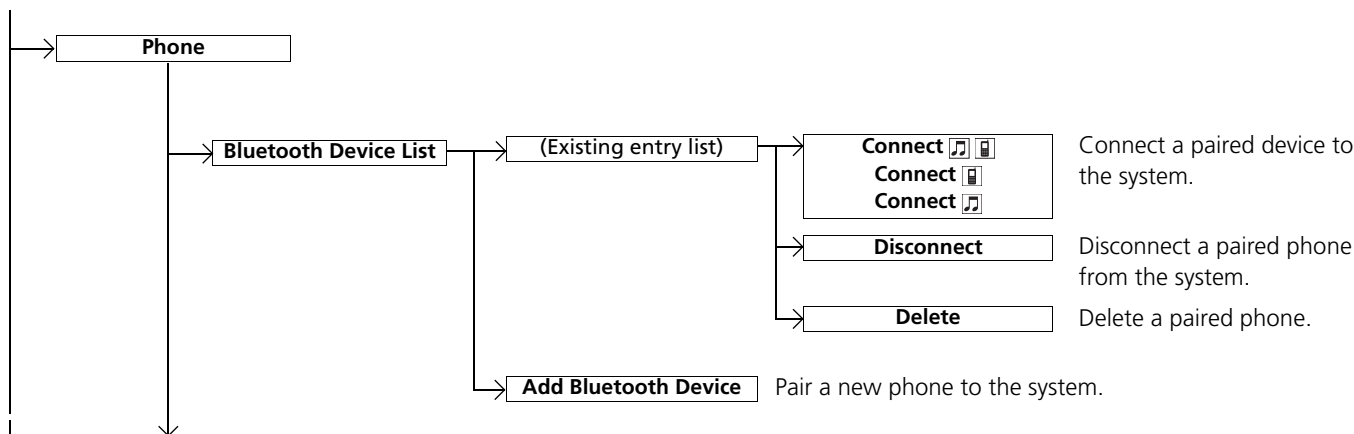 Phone
Bluetooth Device List
(Existing entry list)
Connect
Connect
Connect
Connect a paired device to
the system.
Disconnect
Disconnect a paired phone
from the system.
Delete
Delete a paired phone.
Add Bluetooth Device
Pair a new phone to the system.